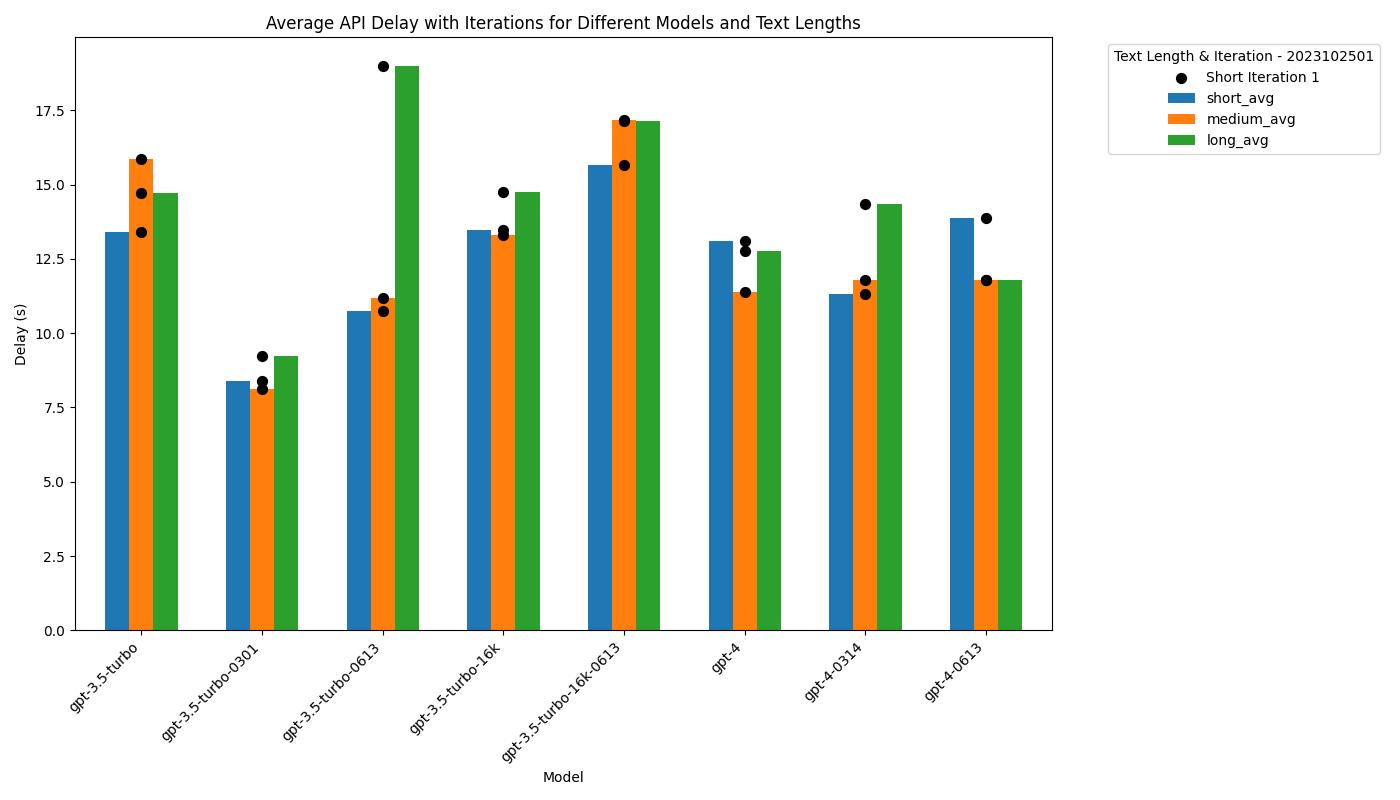 Average API Delay with Iterations for Different Models and Text Lengths
Text Length & Iteration - 2023102501
Short Iteration 1
short_avg
medium_avg
long_avg
Delay (s)
17.5
15.0
12.5
10.0
7.5
5.0
2.5
0.0
gpt-3.5-turbo
gpt-3.5-turbo-0301
gpt-3.5-turbo-0613
gpt-3.5-turbo-16k
gpt-3.5-turbo-16k-0613
gpt-4
gpt-4-0314
gpt-4-0613
Model